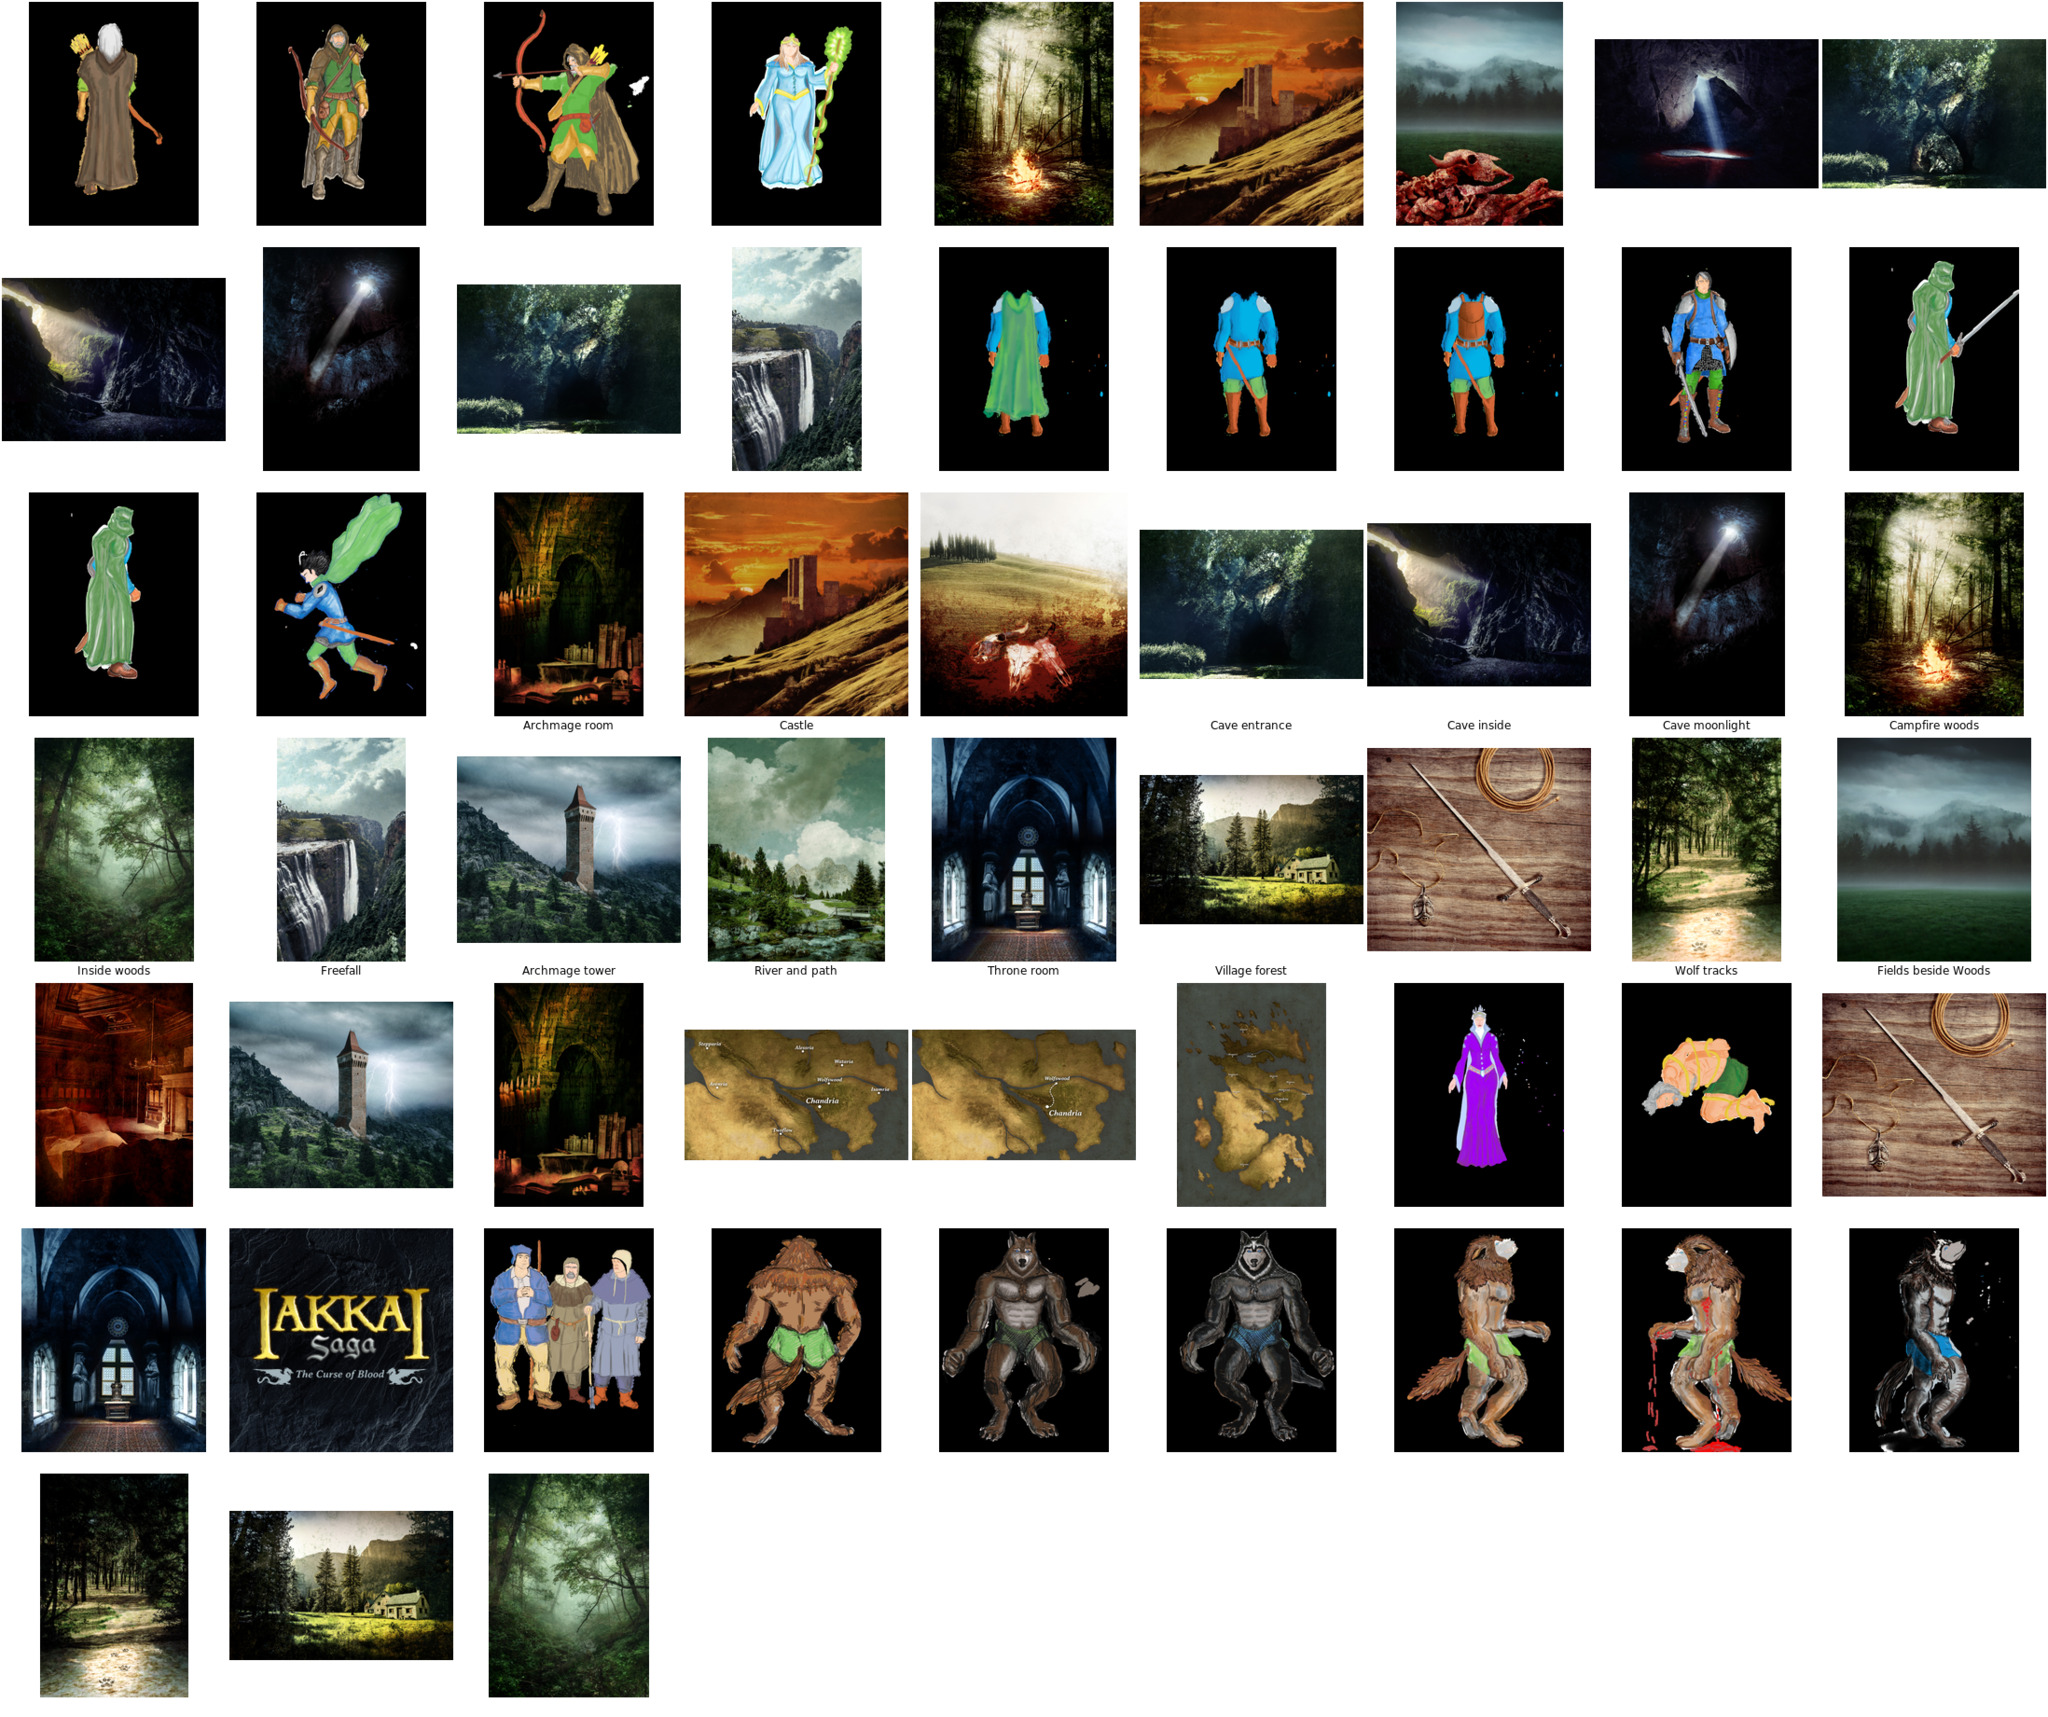 Archmage room
Castle
Cave entrance
Cave inside
Cave moonlight
Campfire woods
Inside woods
Freefall
Archmage tower
River and path
Throne room
Village forest
Wolf tracks
Fields beside Woods
Chandria
Wolfswood
Chandria
JAKKAI
Saga
The Curse of Blood